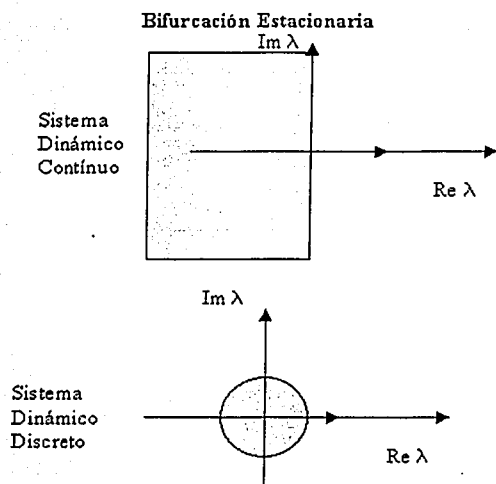 Bifurcación Estacionaria
Im λ
Sistema
Dinámico
Contínuo
Re λ
Im λ
Sistema
Dinámico
Discreto
Re λ